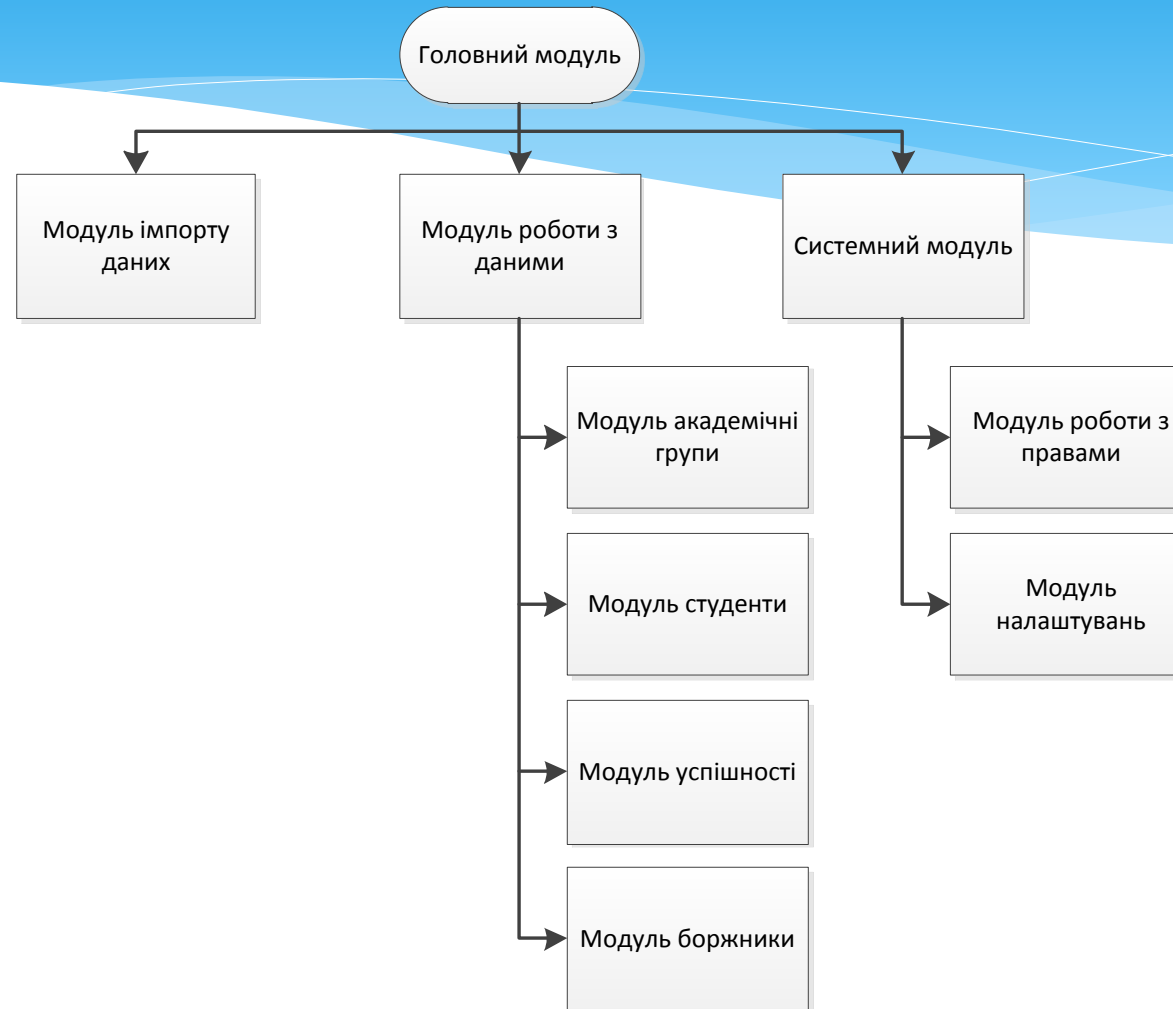 Головний модуль
Модуль імпорту
даних
Модуль роботи з
даними
Системний модуль
Модуль академічні
групи
Модуль роботи з
правами
Модуль студенти
Модуль
налаштувань
Модуль успішності
Модуль боржники